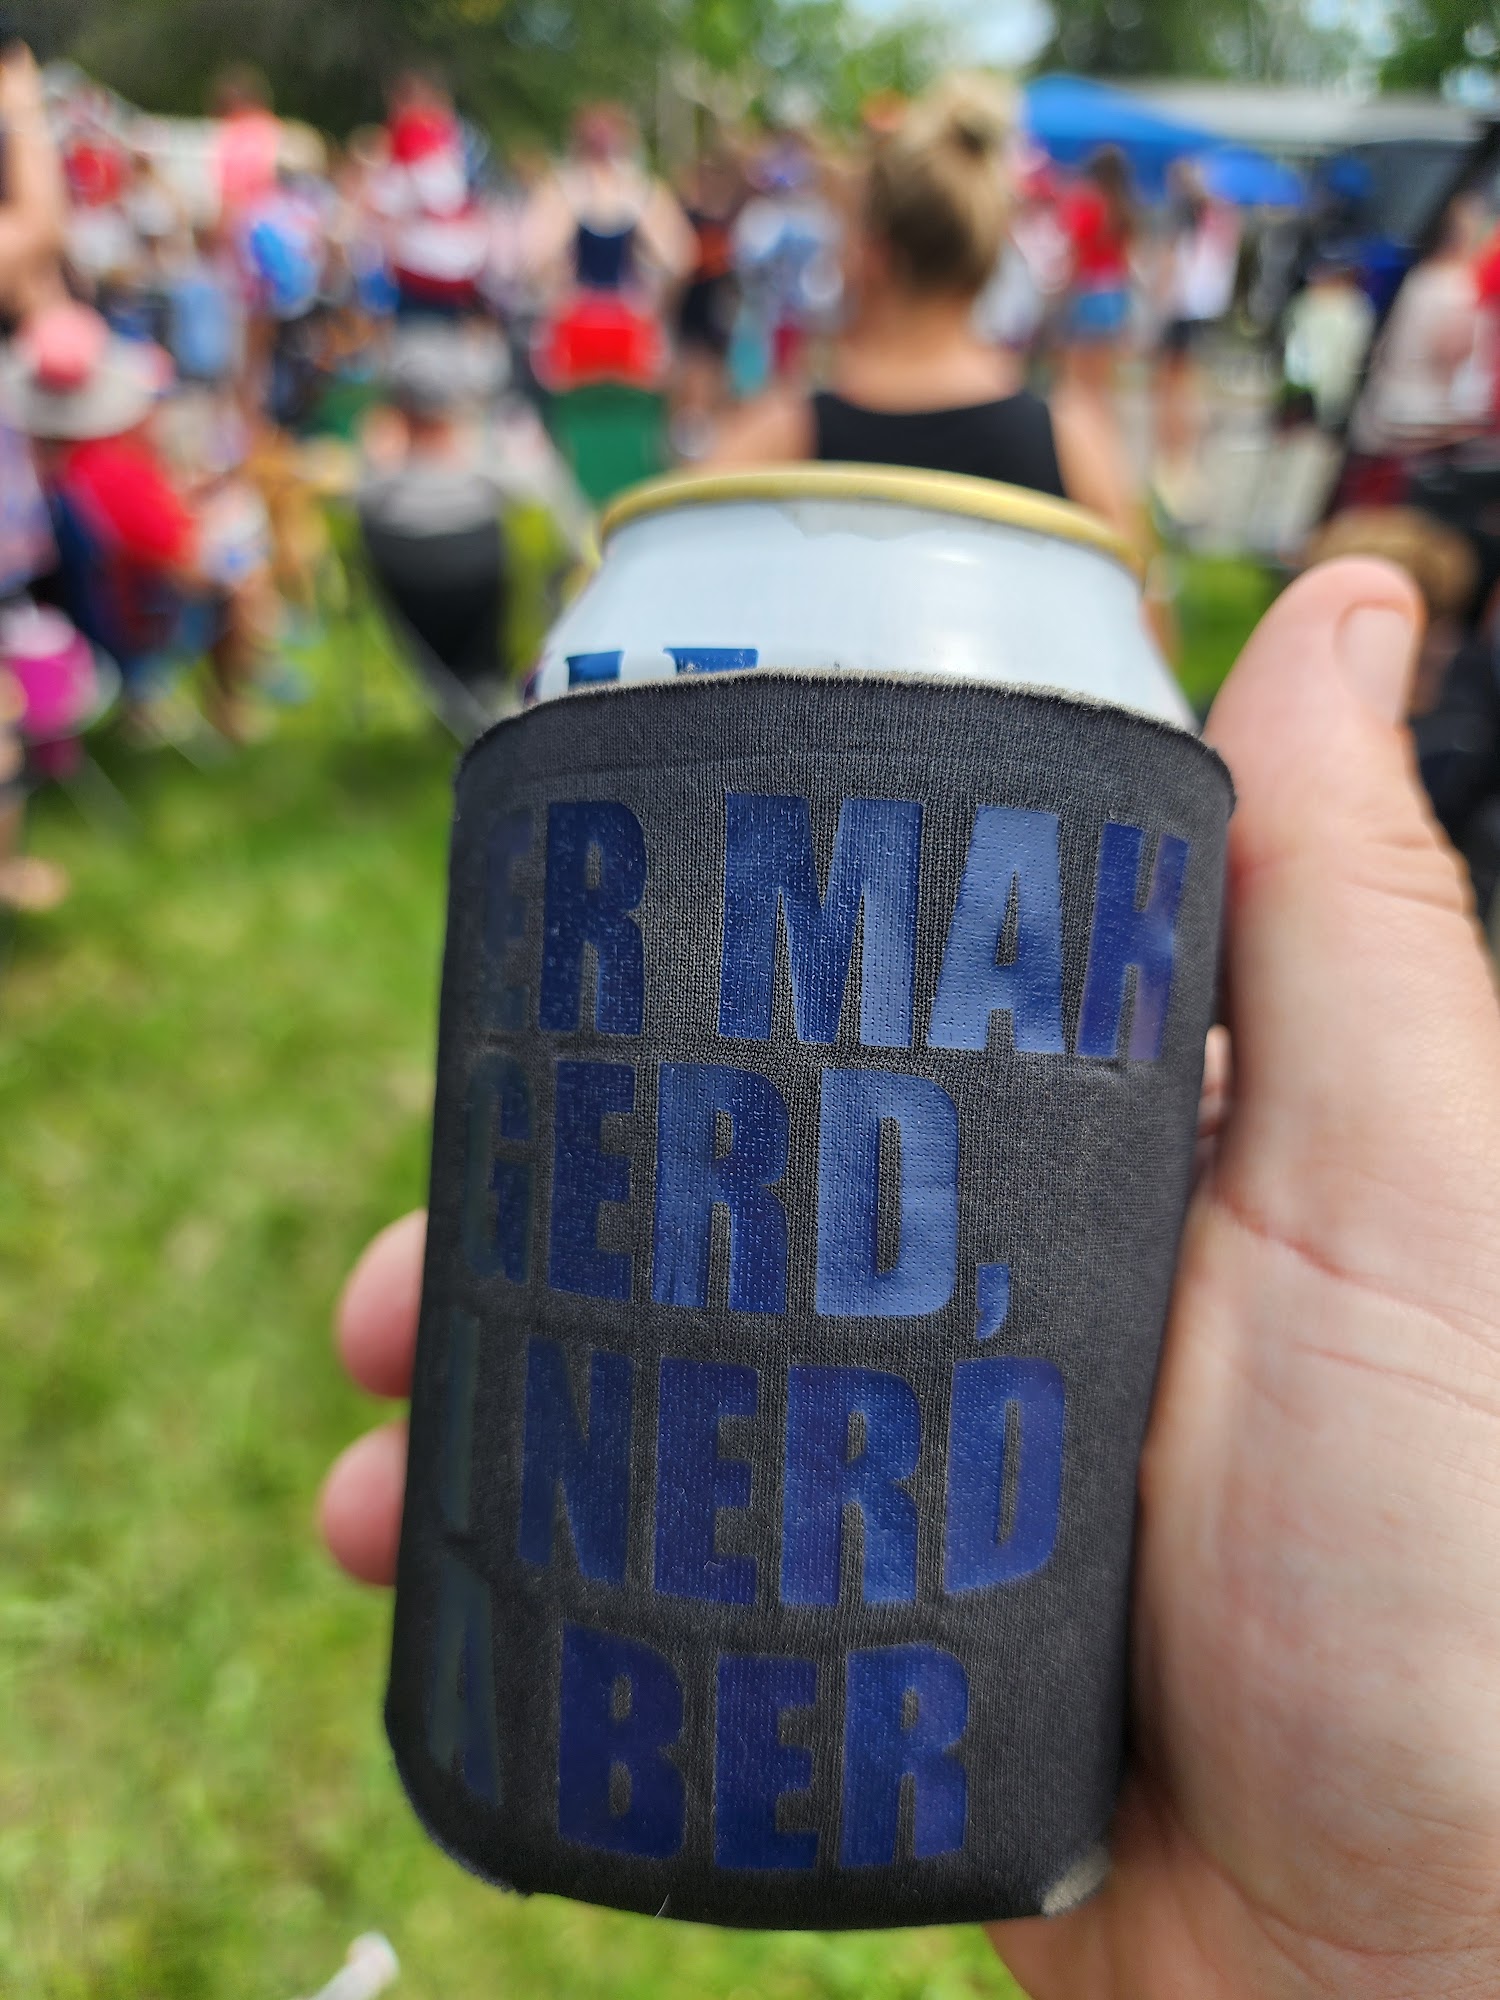 ER MAH
GERD,
I NERD
A BER